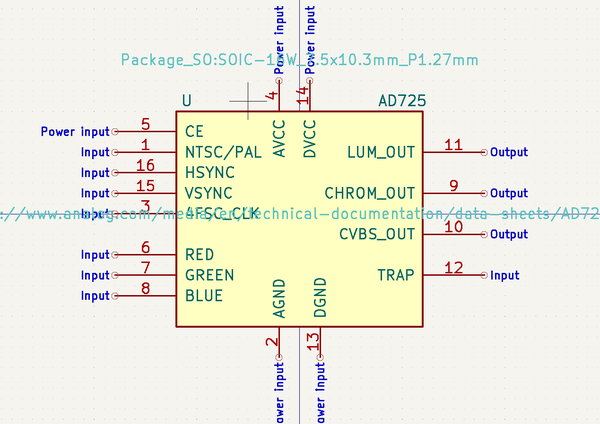 Power input
Power input
Package_SO:SOIC-16W_7.5x10.3mm_P1.27mm
4
14
U
AD725
Power input 5 CE
AVCC
DVCC
Input 1 NTSC/PAL
LUM_OUT 11 Output
Input 16 HSYNC
Input 15 VSYNC
CHROM_OUT 9 Output
Input 3 4FSC_CLK
://www.analog.com/media/en/technical-documentation/data-sheets/AD72
CVBS_OUT 10 Output
Input 6 RED
Input 7 GREEN
TRAP 12 Input
Input 8 BLUE
AGND
DGND
2
13
ower input
ower input